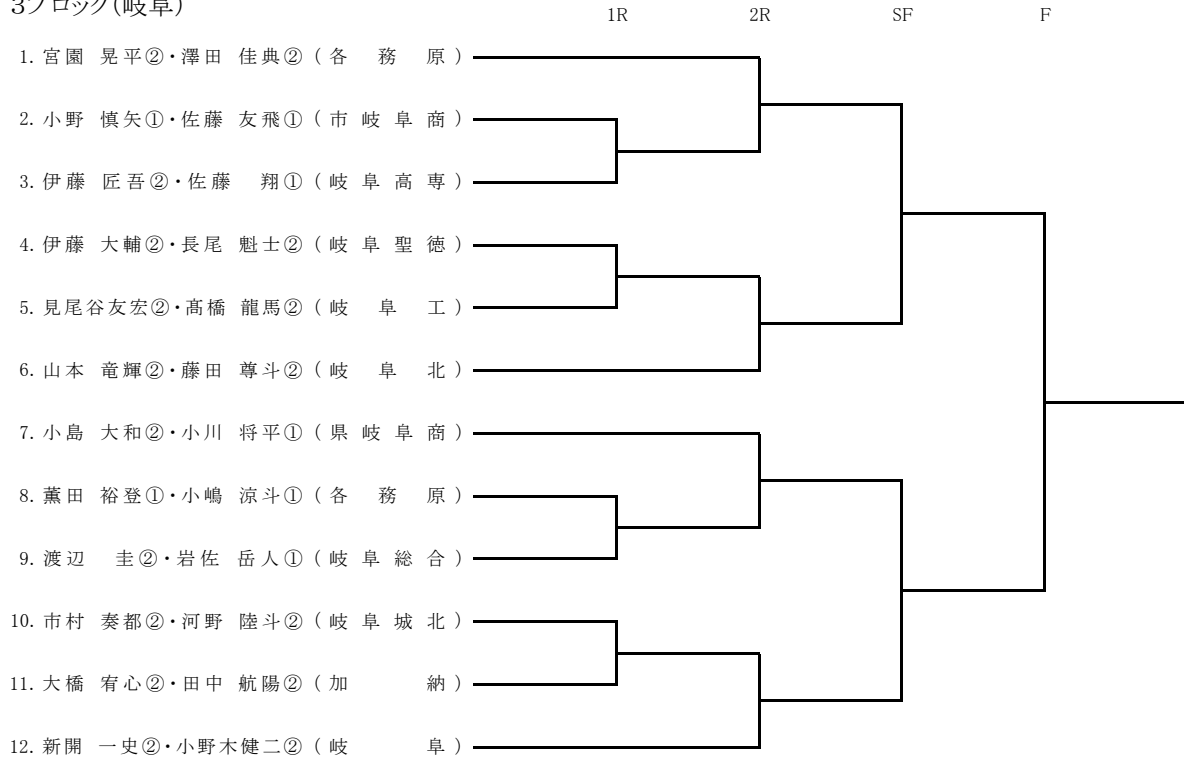 3ブロック(岐阜)
1R 2R SF F
1. 宮園 晃平②・澤田 佳典② ( 各 務 原 )
2. 小野 慎矢①・佐藤 友飛① ( 市 岐 阜 商 )
3. 伊藤 匠吾②・佐藤 翔① ( 岐 阜 高 専 )
4. 伊藤 大輔②・長尾 魁士② ( 岐 阜 聖 徳 )
5. 見尾谷友宏②・髙橋 龍馬② ( 岐 阜 工 )
6. 山本 竜輝②・藤田 尊斗② ( 岐 阜 北 )
7. 小島 大和②・小川 将平① ( 県 岐 阜 商 )
8. 薫田 裕登①・小嶋 涼斗① ( 各 務 原 )
9. 渡辺 圭②・岩佐 岳人① ( 岐 阜 総 合 )
10. 市村 奏都②・河野 陸斗② ( 岐 阜 城 北 )
11. 大橋 宥心②・田中 航陽② ( 加 納 )
12. 新開 一史②・小野木健二② ( 岐 阜 )